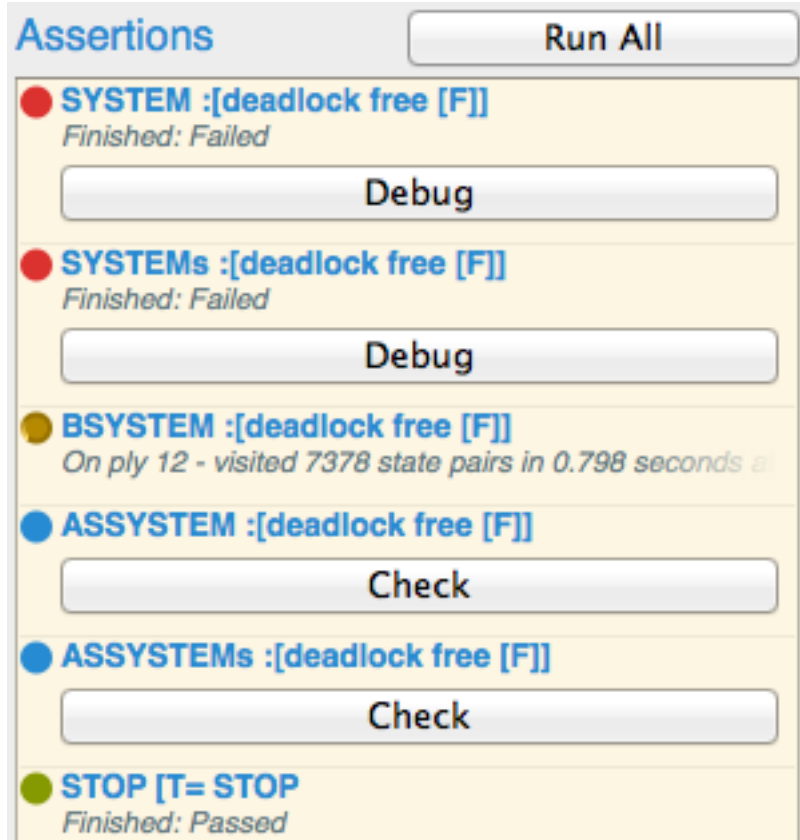 Assertions
Run All
SYSTEM :[deadlock free [F]]
Finished: Failed
Debug
SYSTEMs :[deadlock free [F]]
Finished: Failed
Debug
BSYSTEM :[deadlock free [F]]
On ply 12 - visited 7378 state pairs in 0.798 seconds
ASSYSTEM :[deadlock free [F]]
Check
ASSYSTEMs :[deadlock free [F]]
Check
STOP [T= STOP
Finished: Passed